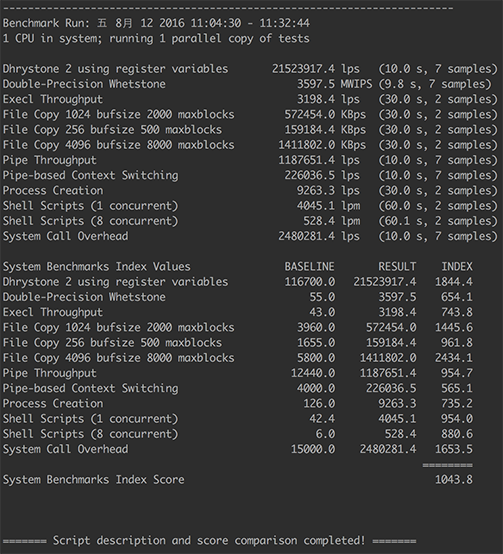 ------------------------------------------------------------------------
Benchmark Run: 五 8月 12 2016 11:04:30 - 11:32:44
1 CPU in system; running 1 parallel copy of tests

Dhrystone 2 using register variables 21523917.4 lps (10.0 s, 7 samples)
Double-Precision Whetstone 3597.5 MWIPS (9.8 s, 7 samples)
Execl Throughput 3198.4 lps (30.0 s, 2 samples)
File Copy 1024 bufsize 2000 maxblocks 572454.0 KBps (30.0 s, 2 samples)
File Copy 256 bufsize 500 maxblocks 159184.4 KBps (30.0 s, 2 samples)
File Copy 4096 bufsize 8000 maxblocks 1411802.0 KBps (30.0 s, 2 samples)
Pipe Throughput 1187651.4 lps (10.0 s, 7 samples)
Pipe-based Context Switching 226036.5 lps (10.0 s, 7 samples)
Process Creation 9263.3 lps (30.0 s, 2 samples)
Shell Scripts (1 concurrent) 4045.1 lpm (60.0 s, 2 samples)
Shell Scripts (8 concurrent) 528.4 lpm (60.1 s, 2 samples)
System Call Overhead 2480281.4 lps (10.0 s, 7 samples)

System Benchmarks Index Values BASELINE RESULT INDEX
Dhrystone 2 using register variables 116700.0 21523917.4 1844.4
Double-Precision Whetstone 55.0 3597.5 654.1
Execl Throughput 43.0 3198.4 743.8
File Copy 1024 bufsize 2000 maxblocks 3960.0 572454.0 1445.6
File Copy 256 bufsize 500 maxblocks 1655.0 159184.4 961.8
File Copy 4096 bufsize 8000 maxblocks 5800.0 1411802.0 2434.1
Pipe Throughput 12440.0 1187651.4 954.7
Pipe-based Context Switching 4000.0 226036.5 565.1
Process Creation 126.0 9263.3 735.2
Shell Scripts (1 concurrent) 42.4 4045.1 954.0
Shell Scripts (8 concurrent) 6.0 528.4 880.6
System Call Overhead 15000.0 2480281.4 1653.5
========
System Benchmarks Index Score 1043.8

======= Script description and score comparison completed! =======